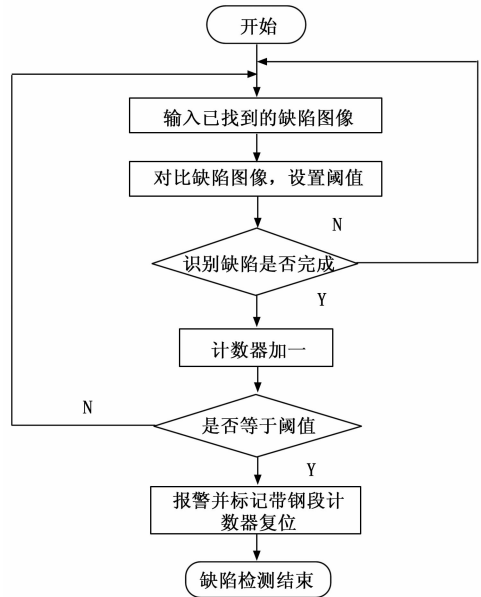 开始
输入已找到的缺陷图像
对比缺陷图像，设置阈值
N
识别缺陷是否完成
Y
计数器加一
N
是否等于阈值
Y
报警并标记带钢段计
数器复位
缺陷检测结束